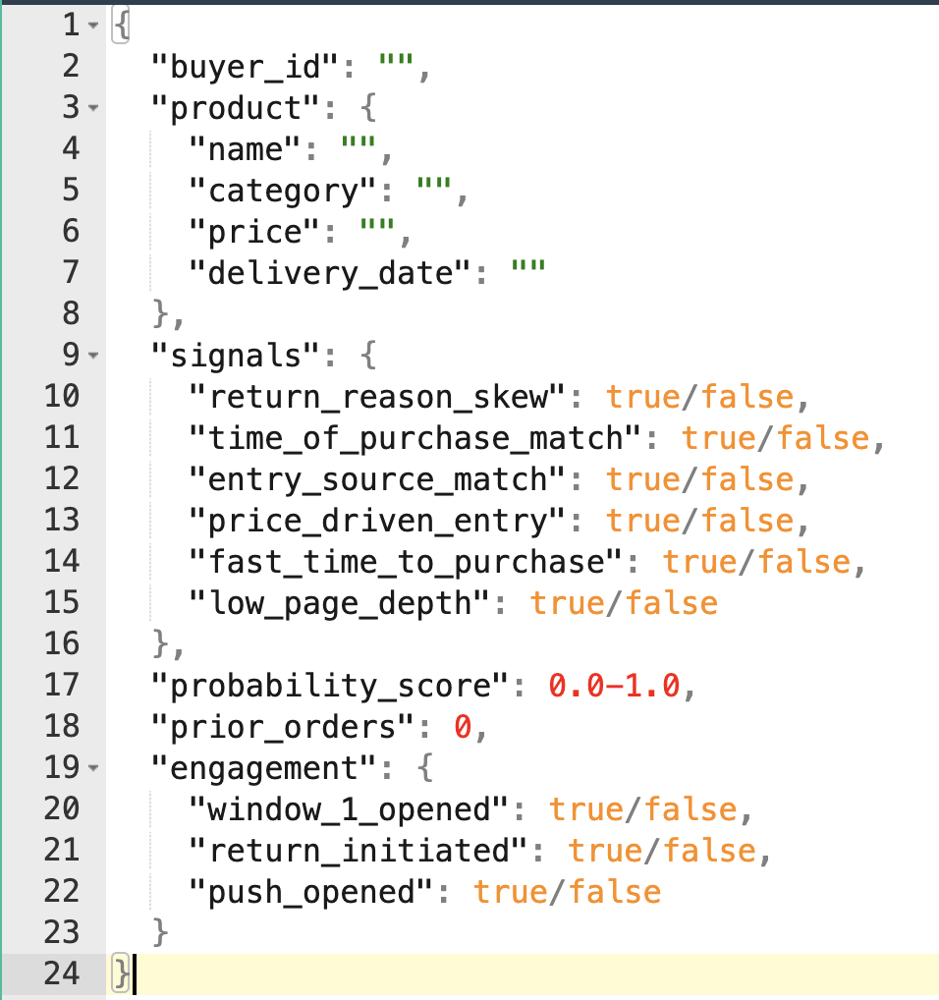 1 {
2   "buyer_id": "",
3   "product": {
4     "name": "",
5     "category": "",
6     "price": "",
7     "delivery_date": ""
8   },
9   "signals": {
10     "return_reason_skew": true/false,
11     "time_of_purchase_match": true/false,
12     "entry_source_match": true/false,
13     "price_driven_entry": true/false,
14     "fast_time_to_purchase": true/false,
15     "low_page_depth": true/false
16   },
17   "probability_score": 0.0–1.0,
18   "prior_orders": 0,
19   "engagement": {
20     "window_1_opened": true/false,
21     "return_initiated": true/false,
22     "push_opened": true/false
23   }
24 }